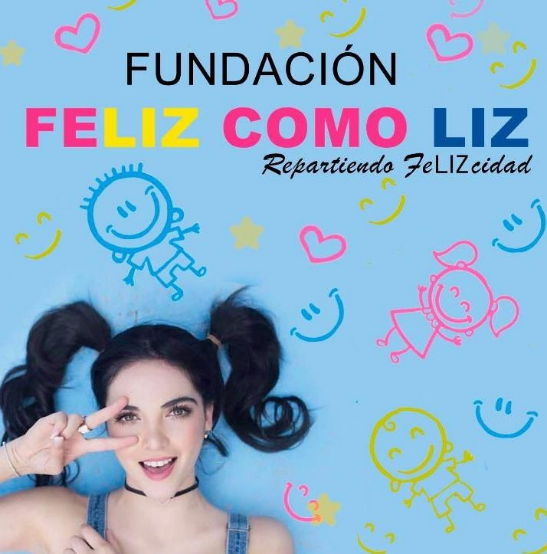 FUNDACIÓN
FELIZ COMO LIZ
Repartiendo FeLIZcidad